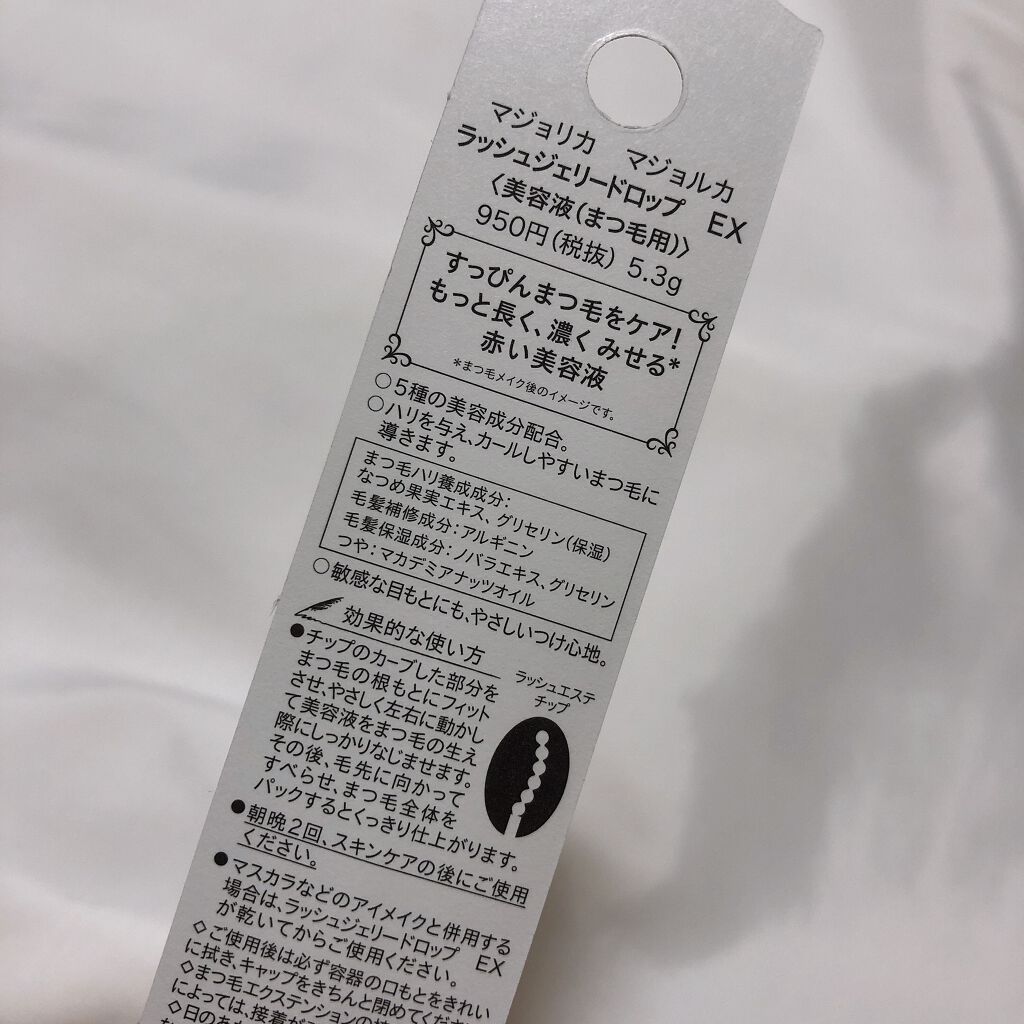 マジョリカ　マジョルカ
ラッシュジェリードロップ　EX
〈美容液(まつ毛用)〉
950円(税抜) 5.3g
すっぴんまつ毛をケア!
もっと長く、濃く みせる*
赤い美容液
*まつ毛メイク後のイメージです。
○5種の美容成分配合。
○ハリを与え、カールしやすいまつ毛に
導きます。
まつ毛ハリ養成成分:
なつめ果実エキス、グリセリン(保湿)
毛髪補修成分:アルギニン
毛髪保湿成分:ノバラエキス、グリセリン
つや:マカデミアナッツオイル
○敏感な目もとにも、やさしいつけ心地。
効果的な使い方
●チップのカーブした部分を
まつ毛の根もとにフィット
させ、やさしく左右に動かし
て美容液をまつ毛の生え
際にしっかりなじませます。
その後、毛先に向かって
すべらせ、まつ毛全体を
パックするとくっきり仕上がります。
ラッシュエステ
チップ
●朝晩2回、スキンケアの後にご使用
ください。
●マスカラなどのアイメイクと併用する
場合は、ラッシュジェリードロップ　EX
が乾いてからご使用ください。
◇ご使用後は必ず容器の口もとをきれい
に拭き、キャップをきちんと閉めてくださ
◇まつ毛エクステンションの
によっては、接着が
◇日のあ